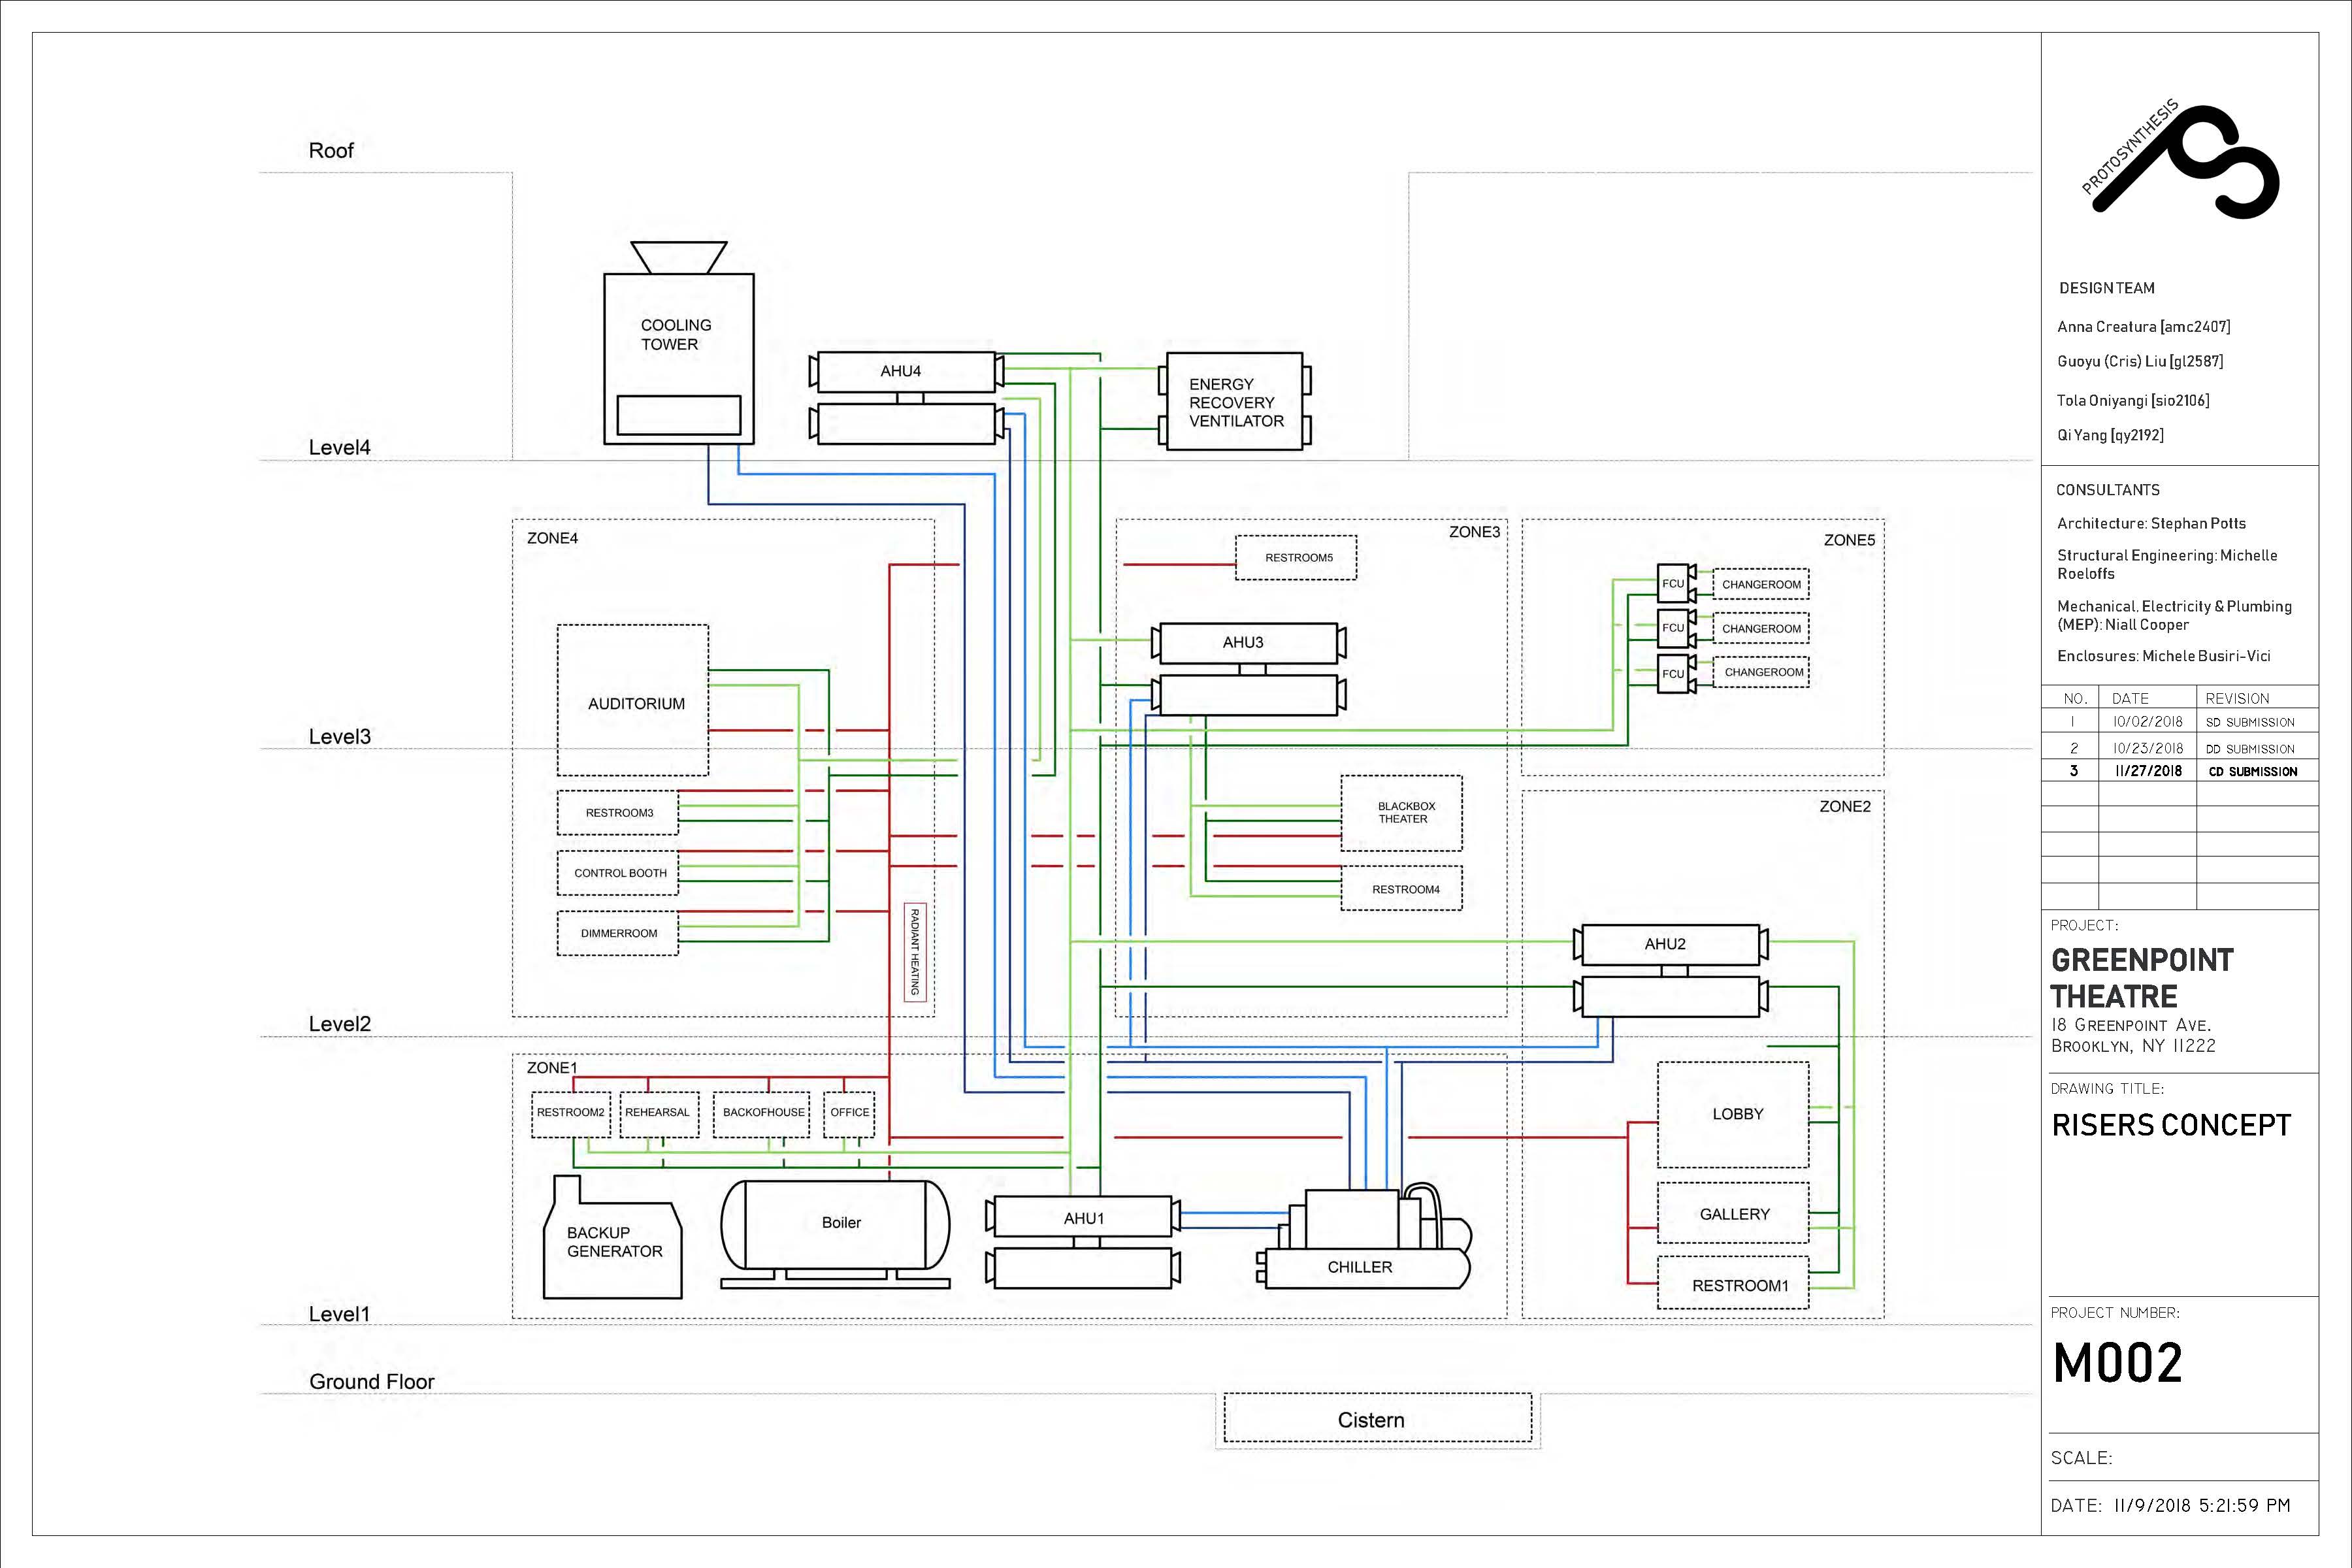 Roof
COOLING
TOWER
AHU4
ENERGY
RECOVERY
VENTILATOR
Level4
ZONE4
ZONE3
ZONE5
RESTROOM5
FCU
CHANGEROOM
FCU
CHANGEROOM
FCU
CHANGEROOM
AHU3
AUDITORIUM
Level3
RESTROOM3
CONTROL BOOTH
DIMMERROOM
RADIANT HEATING
BLACKBOX
THEATER
RESTROOM4
ZONE2
AHU2
Level2
ZONE1
RESTROOM2
REHEARSAL
BACKOFHOUSE
OFFICE
LOBBY
GALLERY
RESTROOM1
BACKUP
GENERATOR
Boiler
AHU1
CHILLER
Level1
Ground Floor
Cistern
PROTOSYNTHESIS
DESIGN TEAM
Anna Creatura [amc2407]
Guoyu (Cris) Liu [gl2587]
Tola Oniyangi [sio2106]
Qi Yang [qy2192]
CONSULTANTS
Architecture: Stephan Potts
Structural Engineering: Michelle
Roeloffs
Mechanical, Electricity & Plumbing
(MEP): Niall Cooper
Enclosures: Michele Busiri-Vici
NO. DATE REVISION
1 10/02/2018 SD SUBMISSION
2 10/23/2018 DD SUBMISSION
3 11/27/2018 CD SUBMISSION
PROJECT:
GREENPOINT
THEATRE
18 GREENPOINT AVE.
BROOKLYN, NY 11222
DRAWING TITLE:
RISERS CONCEPT
PROJECT NUMBER:
M002
SCALE:
DATE: 11/9/2018 5:21:59 PM